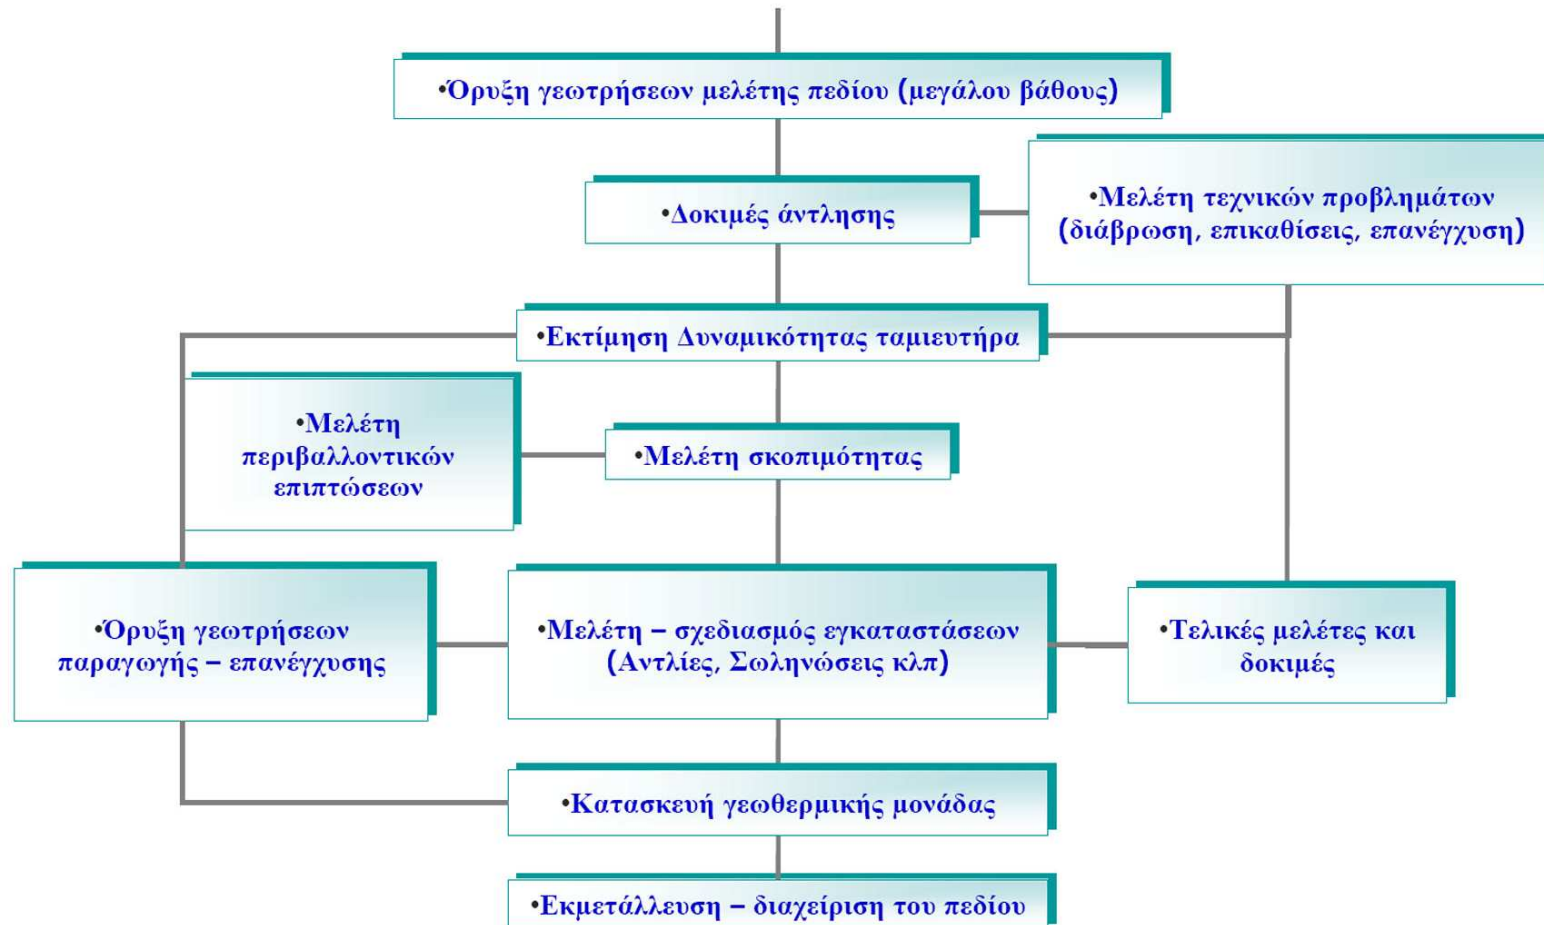 •Όρυξη γεωτρήσεων μελέτης πεδίου (μεγάλου βάθους)
•Δοκιμές άντλησης
•Μελέτη τεχνικών προβλημάτων
(διάβρωση, επικαθίσεις, επανέγχυση)
•Εκτίμηση Δυναμικότητας ταμιευτήρα
•Μελέτη
περιβαλλοντικών
επιπτώσεων
•Μελέτη σκοπιμότητας
•Όρυξη γεωτρήσεων
παραγωγής – επανέγχυσης
•Μελέτη – σχεδιασμός εγκαταστάσεων
(Αντλίες, Σωληνώσεις κλπ)
•Τελικές μελέτες και
δοκιμές
•Κατασκευή γεωθερμικής μονάδας
•Εκμετάλλευση – διαχείριση του πεδίου